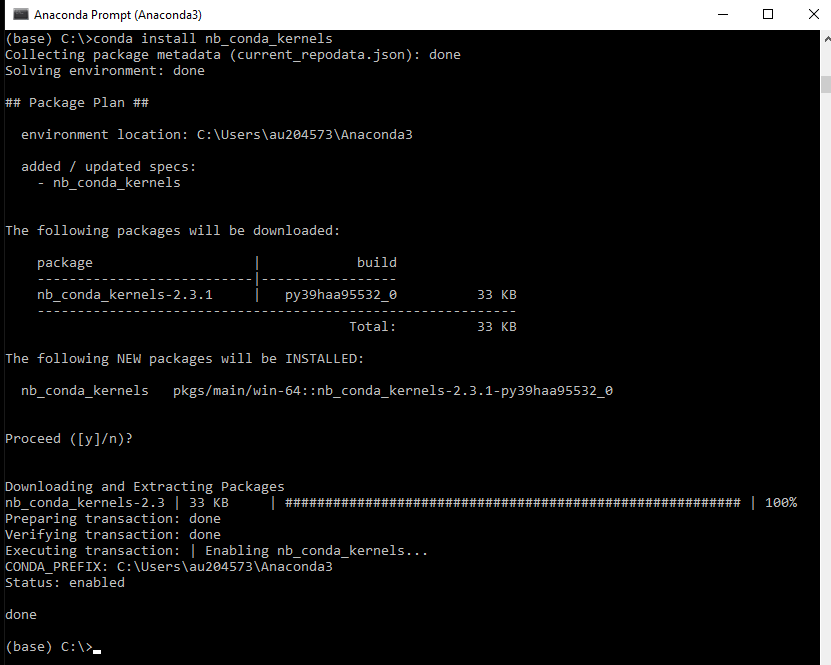 Anaconda Prompt (Anaconda3)
(base) C:\>conda install nb_conda_kernels
Collecting package metadata (current_repodata.json): done
Solving environment: done
## Package Plan ##
environment location: C:\Users\au204573\Anaconda3
added / updated specs:
- nb_conda_kernels
The following packages will be downloaded:
package | build
---------------------------|-----------------
nb_conda_kernels-2.3.1 | py39haa95532_0 33 KB
------------------------------------------------------------
Total: 33 KB
The following NEW packages will be INSTALLED:
nb_conda_kernels pkgs/main/win-64::nb_conda_kernels-2.3.1-py39haa95532_0
Proceed ([y]/n)?
Downloading and Extracting Packages
nb_conda_kernels-2.3 | 33 KB | ######################################################### | 100%
Preparing transaction: done
Verifying transaction: done
Executing transaction: | Enabling nb_conda_kernels...
CONDA_PREFIX: C:\Users\au204573\Anaconda3
Status: enabled
done
(base) C:\>